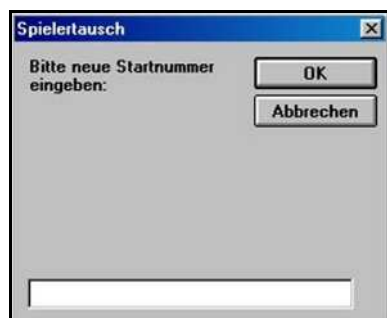 Spielertausch
Bitte neue Startnummer
eingeben:
OK
Abbrechen